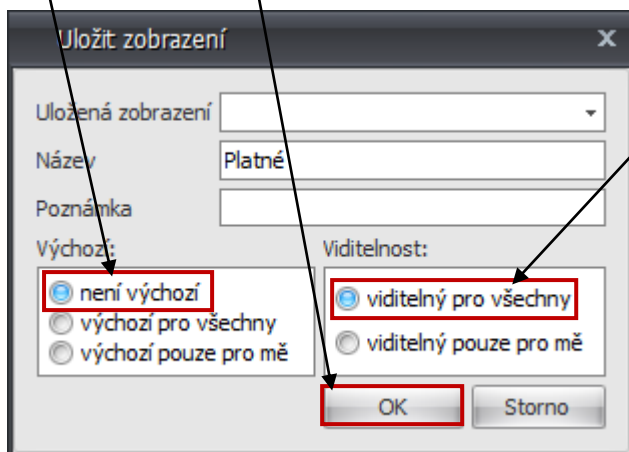 Uložit zobrazení x
Uložená zobrazení
Název Platné
Poznámka
Výchozí: Viditelnost:
není výchozí viditelný pro všechny
výchozí pro všechny viditelný pouze pro mě
výchozí pouze pro mě
OK Storno